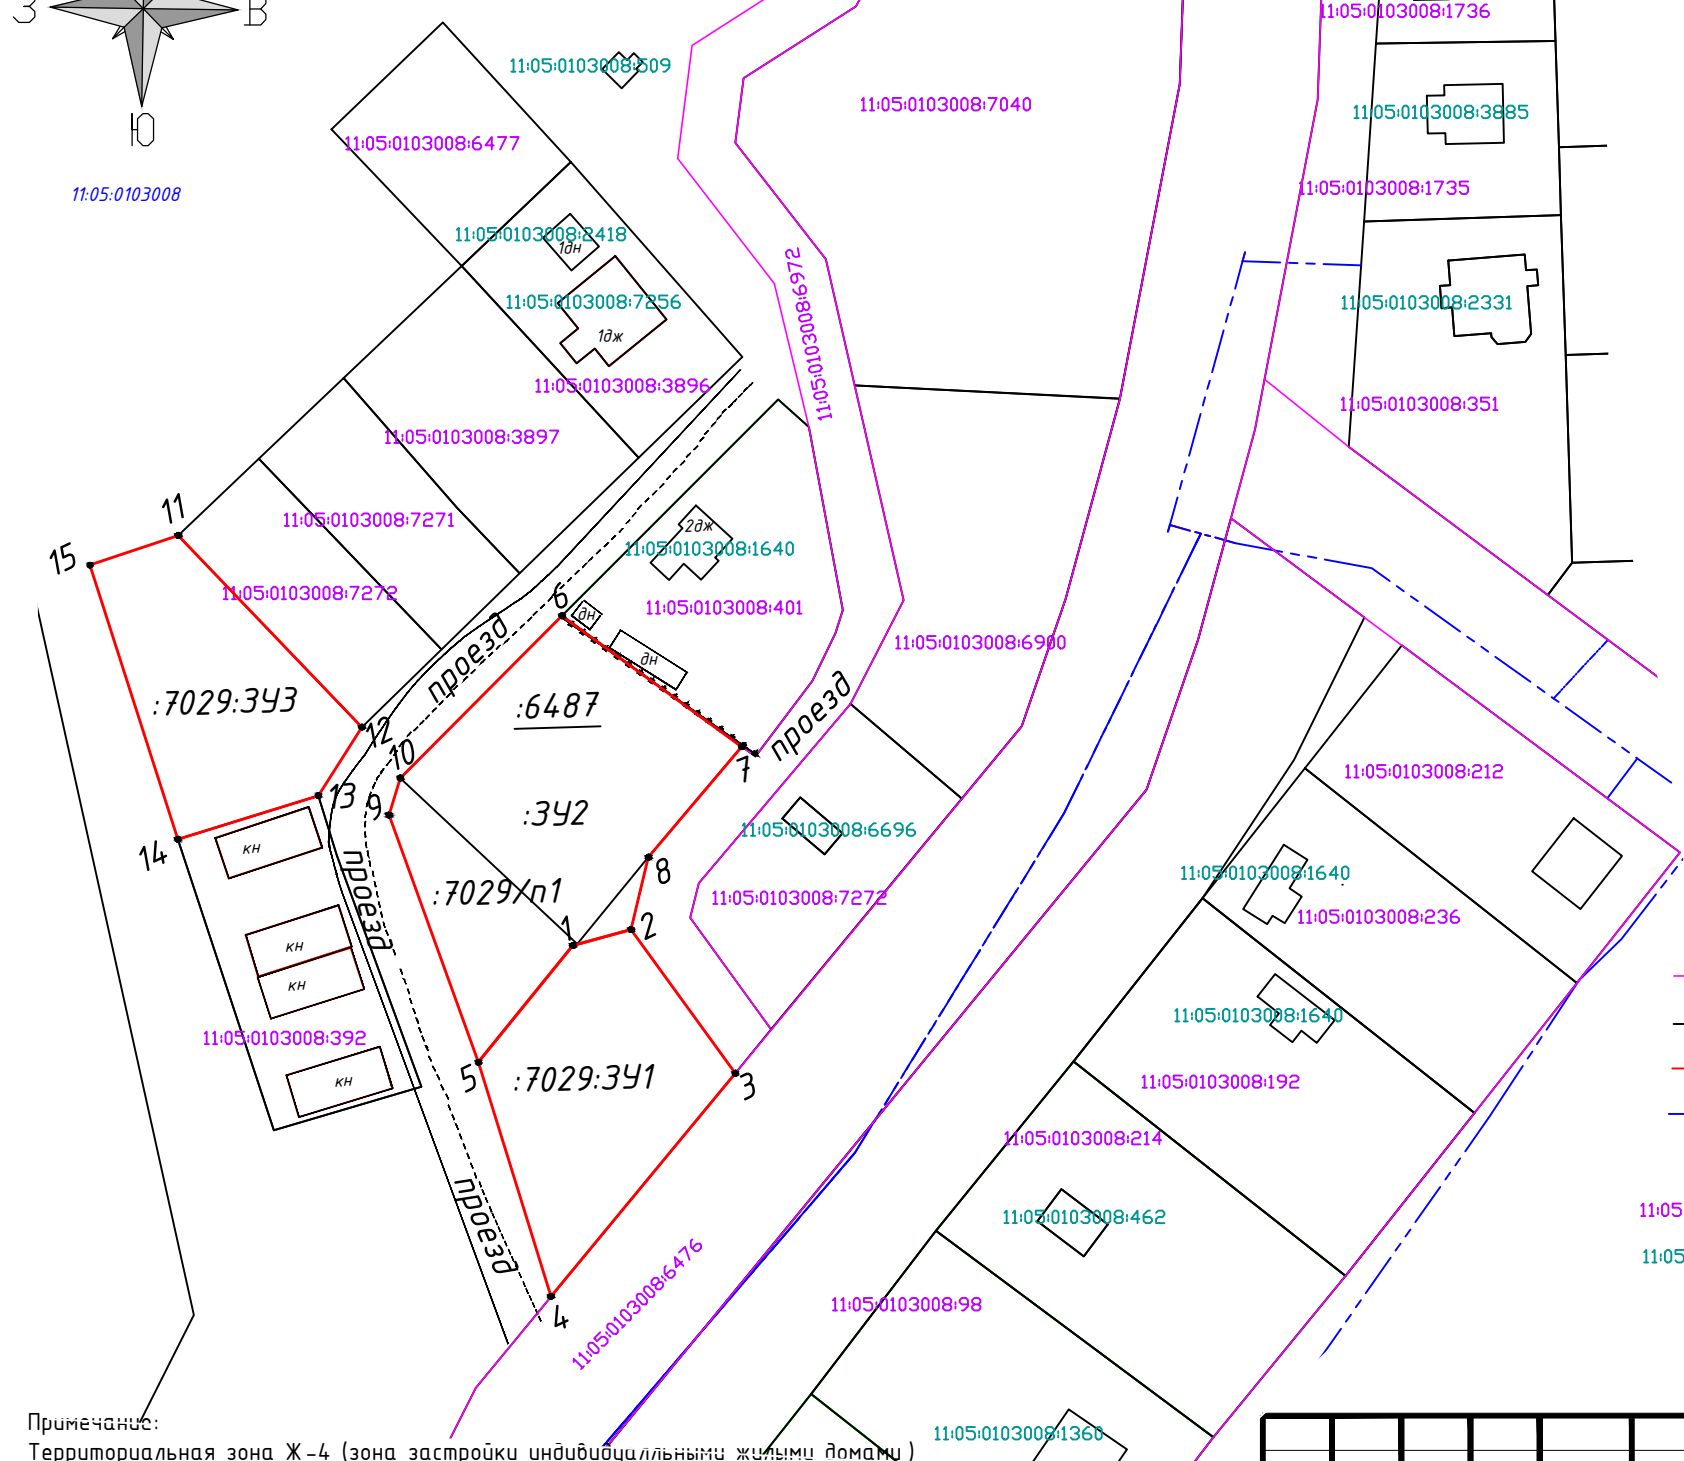 З
В
Ю
11:05:0103008
11:05:0103008:1736
11:05:0103008:509
11:05:0103008:7040
11:05:0103008:3885
11:05:0103008:6477
11:05:0103008:1735
11:05:0103008:2418
1дн
11:05:0103008:6972
11:05:0103008:7256
11:05:0103008:2331
1дж
11:05:0103008:3896
11:05:0103008:351
11:05:0103008:3897
11
11:05:0103008:7271
2дж
15
11:05:0103008:1640
11:05:0103008:7272
6
дн
11:05:0103008:401
проезд
11:05:0103008:6900
дн
:7029:ЗУ3
:6487
проезд
12
10
7
11:05:0103008:212
13
9
:ЗУ2
11:05:0103008:6696
14
кн
проезд
8
11:05:0103008:1640
:7029/п1
11:05:0103008:7272
11:05:0103008:236
1
2
кн
кн
11:05:0103008:1640
11:05:0103008:392
5
:7029:ЗУ1
3
кн
11:05:0103008:192
11:05:0103008:214
проезд
11:05:0103008:462
11:05
11:05
11:05:0103008:6476
4
11:05:0103008:98
Примечание:
11:05:0103008:1360
Территориальная зона Ж-4 (зона застройки индивидуалльными жилыми домами)